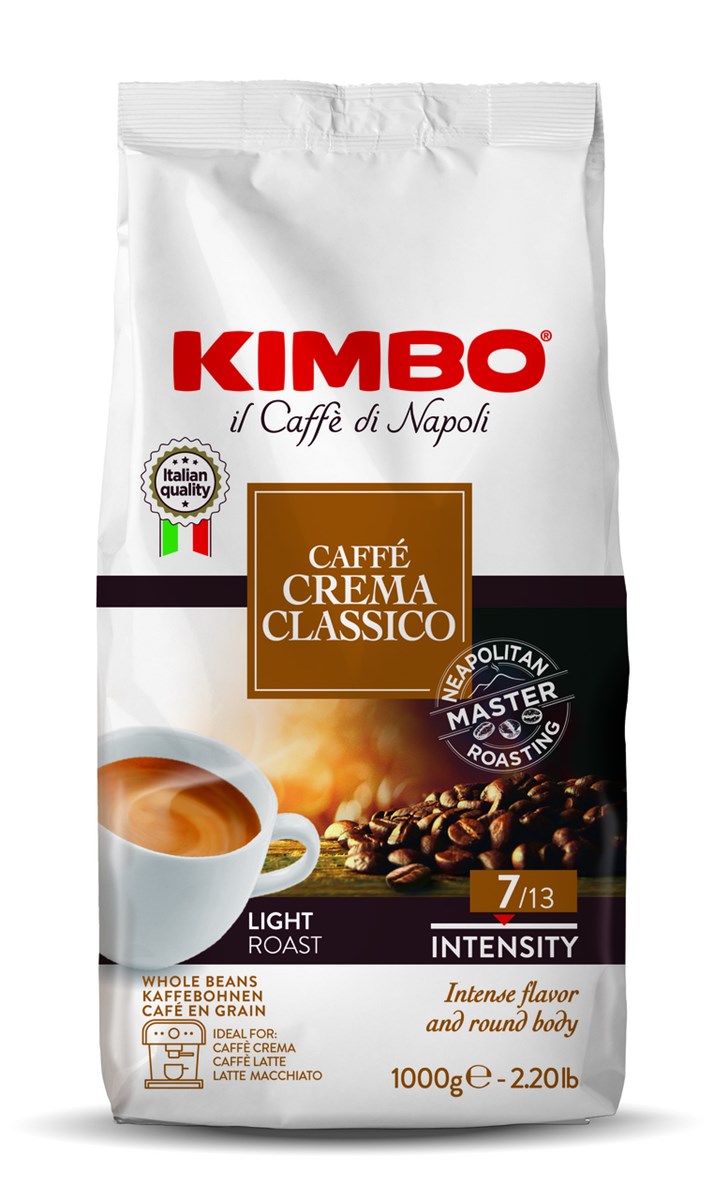 KIMBO®
il Caffè di Napoli
Italian
quality
CAFFÉ
CREMA
CLASSICO
NEAPOLITAN
MASTER
ROASTING
7/13
INTENSITY
LIGHT
ROAST
WHOLE BEANS
KAFFEBOHNEN
CAFÉ EN GRAIN
IDEAL FOR:
CAFFÈ CREMA
CAFFÈ LATTE
LATTE MACCHIATO
Intense flavor
and round body
1000g℮ - 2.20lb